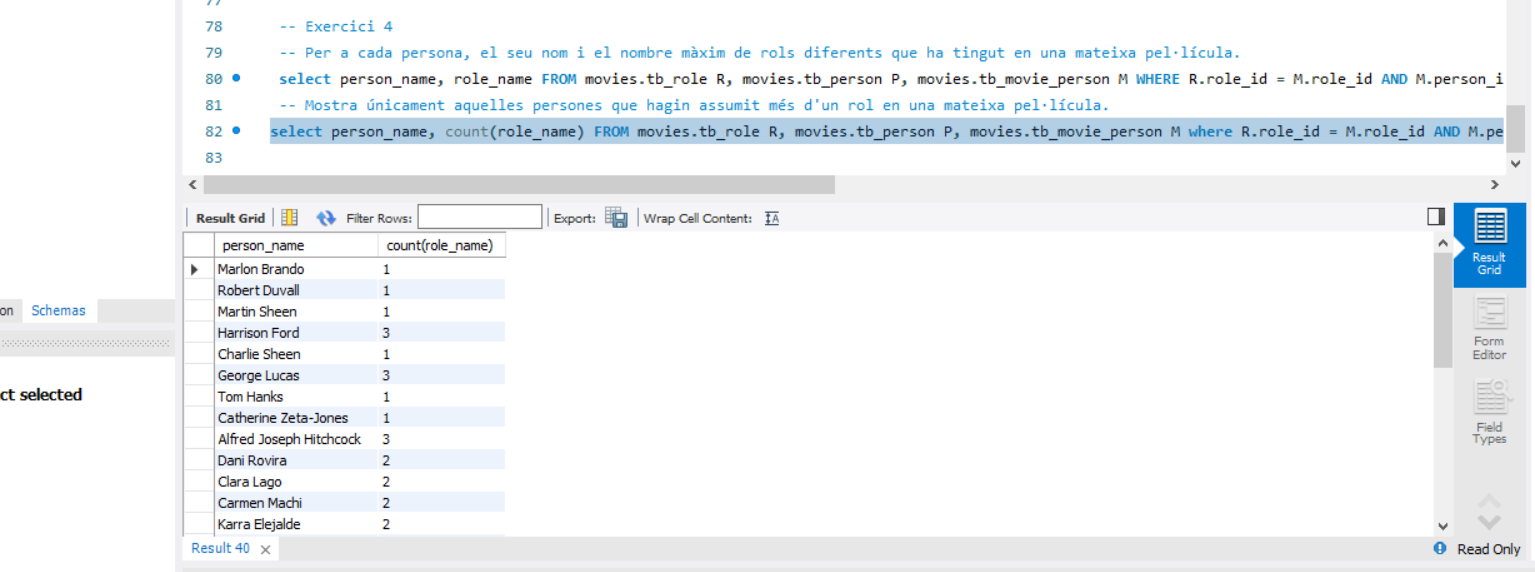 77
78 -- Exercici 4
79 -- Per a cada persona, el seu nom i el nombre màxim de rols diferents que ha tingut en una mateixa pel·lícula.
80 select person_name, role_name FROM movies.tb_role R, movies.tb_person P, movies.tb_movie_person M WHERE R.role_id = M.role_id AND M.person_i
81 -- Mostra únicament aquelles persones que hagin assumit més d'un rol en una mateixa pel·lícula.
82 select person_name, count(role_name) FROM movies.tb_role R, movies.tb_person P, movies.tb_movie_person M where R.role_id = M.role_id AND M.pe
83
Result Grid Filter Rows: Export: Wrap Cell Content: IA
person_name count(role_name)
Marlon Brando 1
Robert Duvall 1
Martin Sheen 1
Harrison Ford 3
Charlie Sheen 1
George Lucas 3
Tom Hanks 1
Catherine Zeta-Jones 1
Alfred Joseph Hitchcock 3
Dani Rovira 2
Clara Lago 2
Carmen Machi 2
Karra Elejalde 2
Result 40
Read Only
Result
Grid
Form
Editor
Field
Types
on Schemas
ct selected